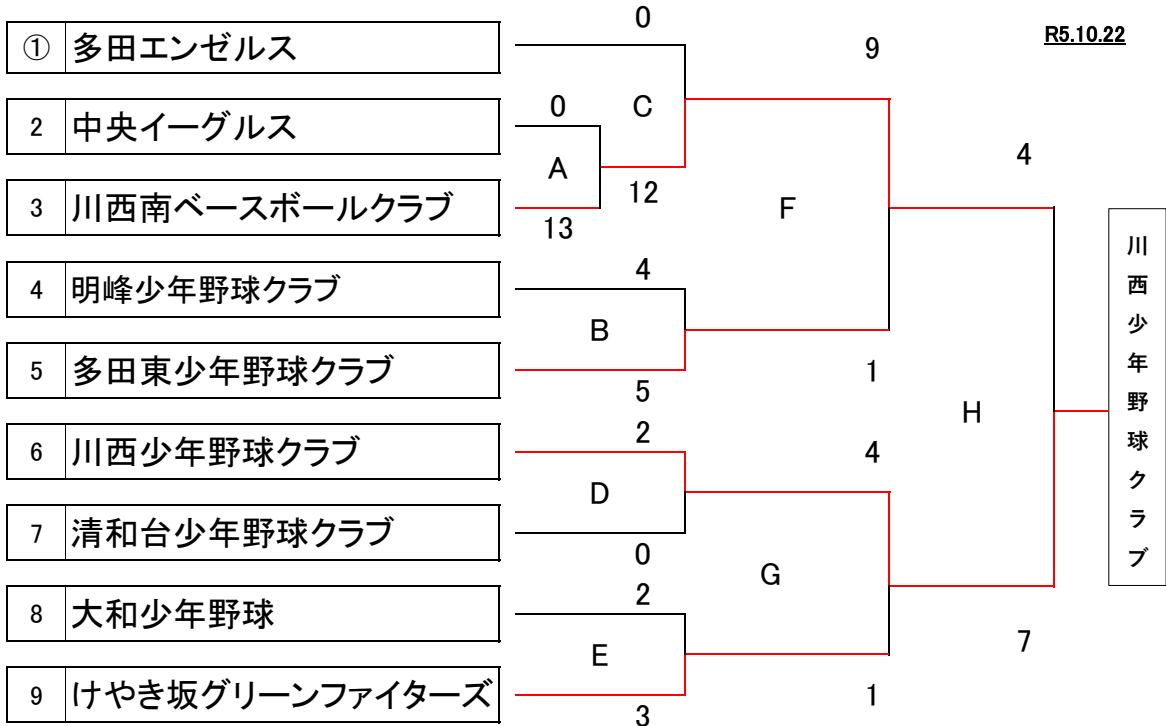 R5.10.22
① 多田エンゼルス
2 中央イーグルス
3 川西南ベースボールクラブ
4 明峰少年野球クラブ
5 多田東少年野球クラブ
6 川西少年野球クラブ
7 清和台少年野球クラブ
8 大和少年野球
9 けやき坂グリーンファイターズ
0
9
0
C
4
A
12
F
13
4
B
5
1
H
2
4
D
0
G
2
7
E
1
3
川西少年野球クラブ